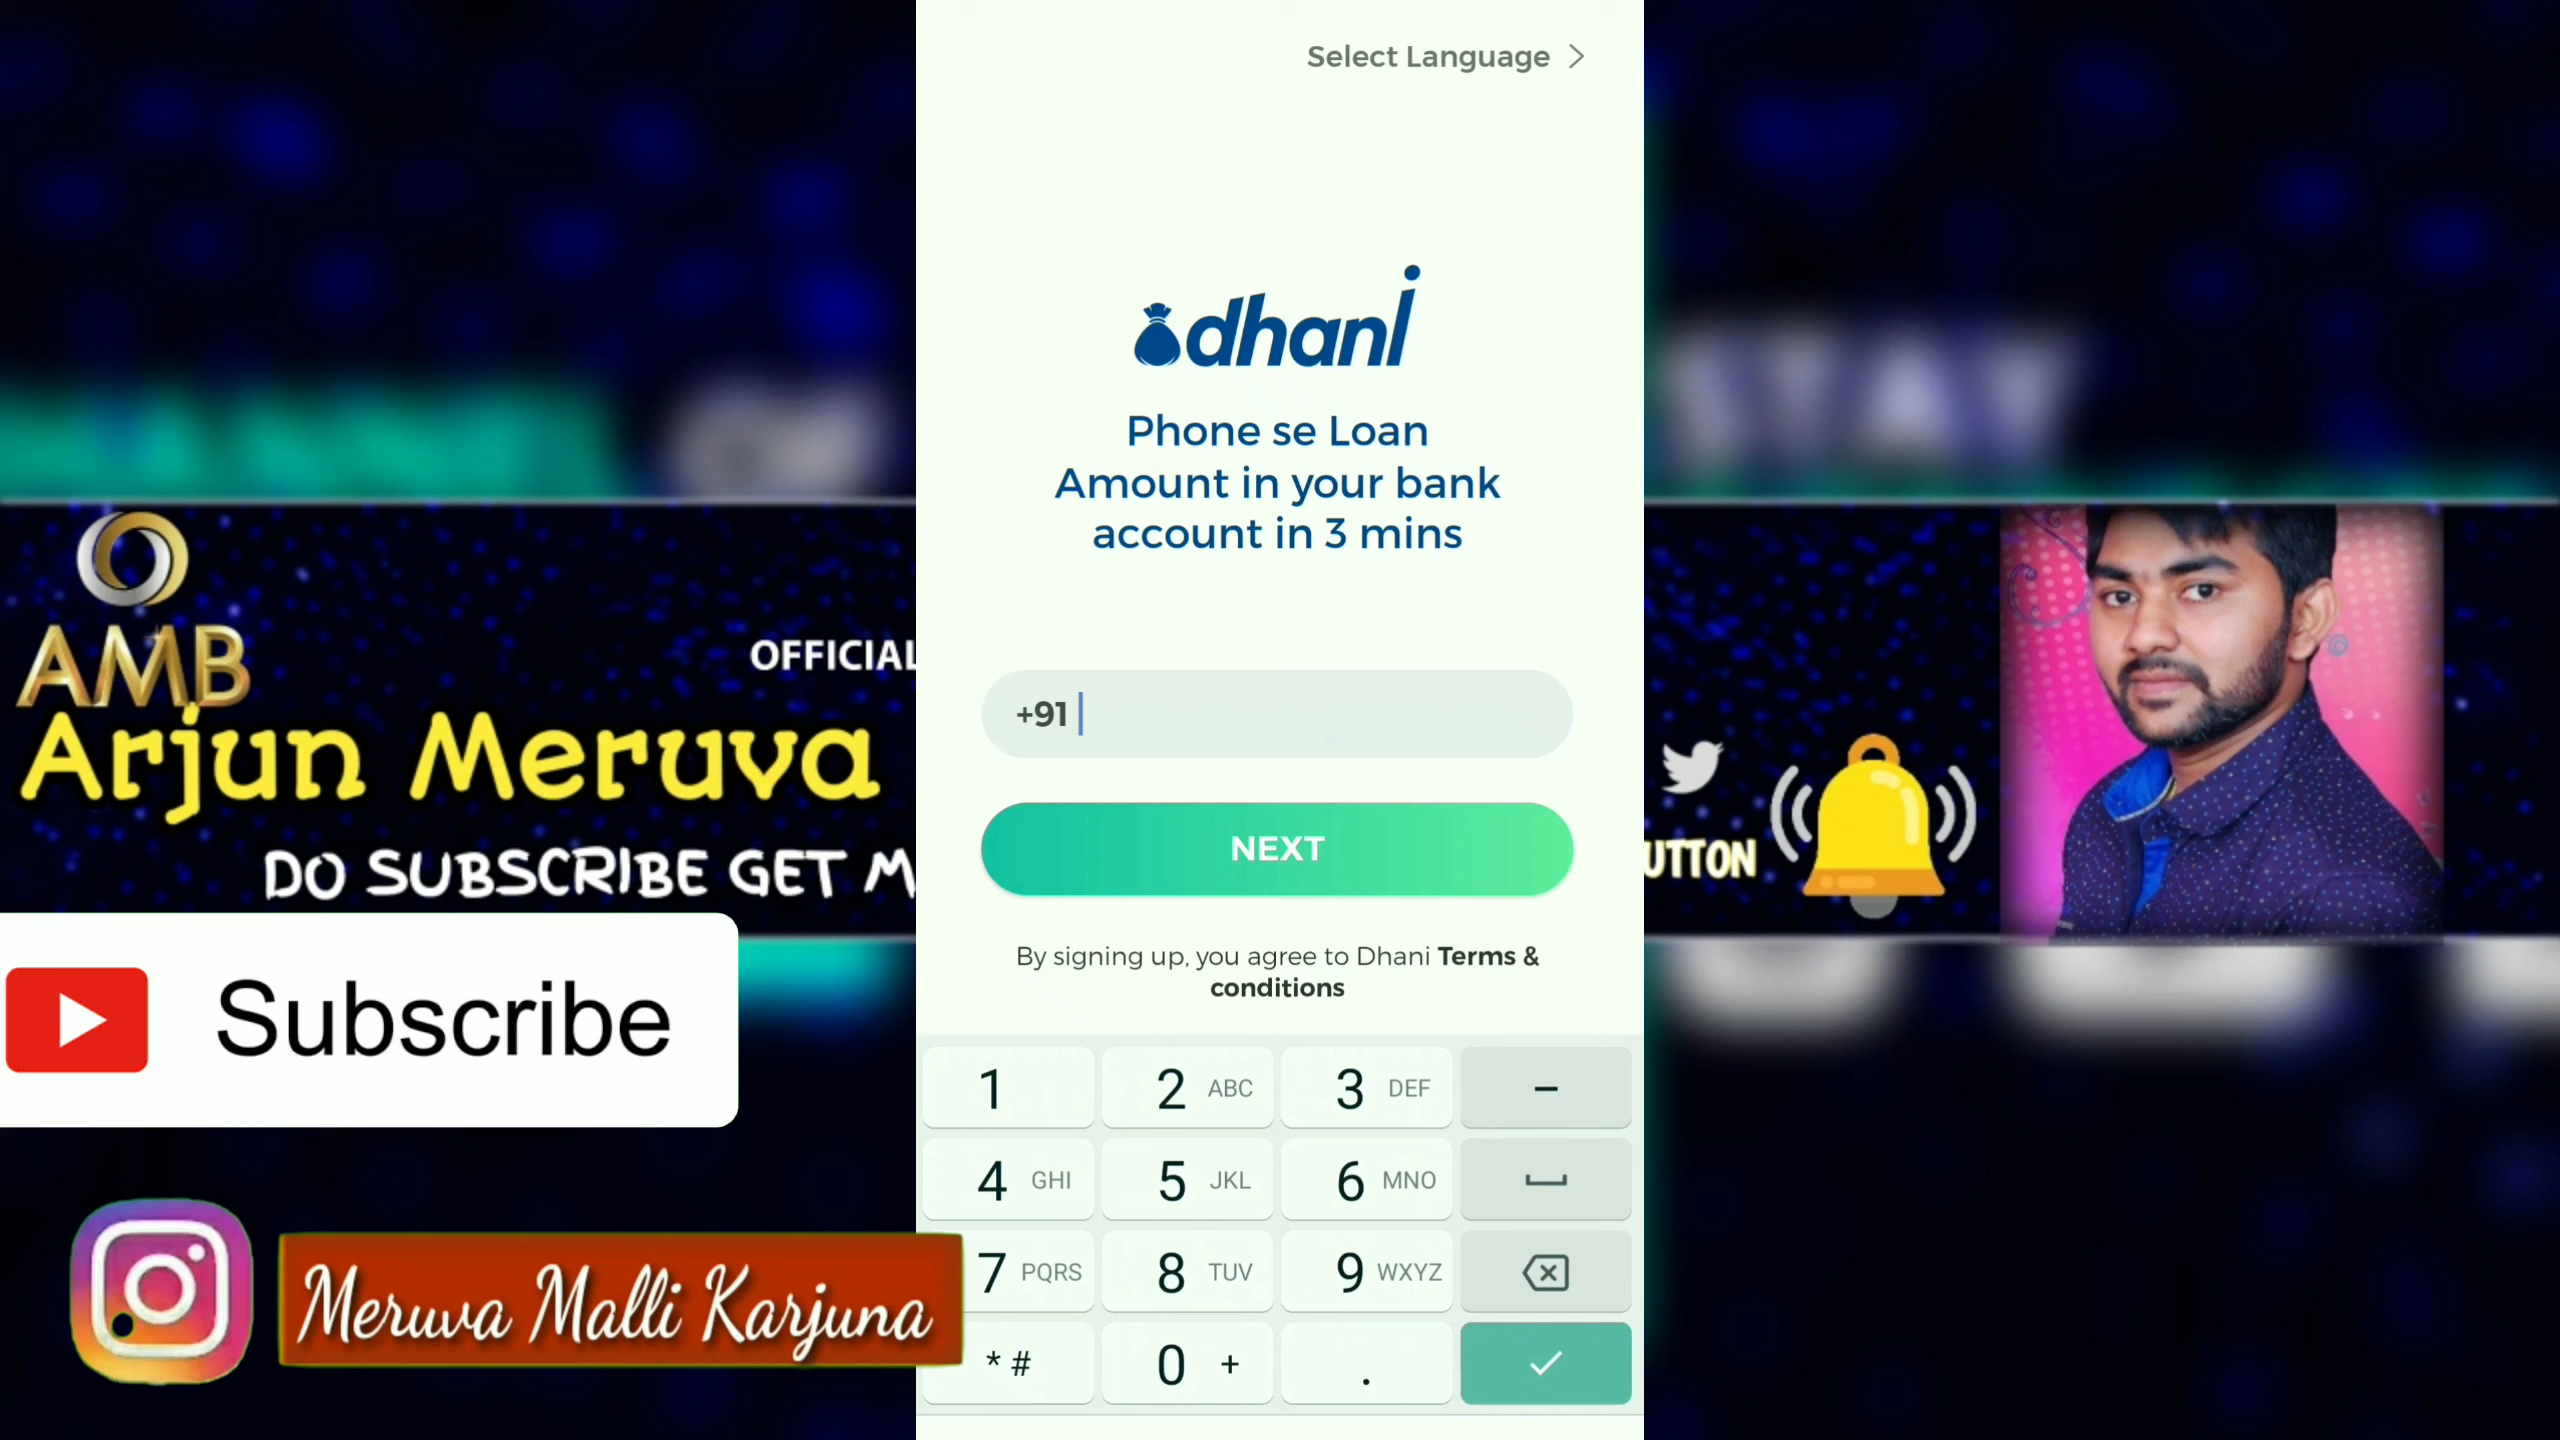 Select Language >
dhani
Phone se Loan
Amount in your bank
account in 3 mins
+91
NEXT
By signing up, you agree to Dhani Terms &
conditions
1
2 ABC
3 DEF
–
4 GHI
5 JKL
6 MNO
7 PQRS
8 TUV
9 WXYZ
* #
0 +
.
AMB
OFFICIAL
Arjun Meruva
DO SUBSCRIBE GET M
UTTON
Subscribe
Meruva Malli Karjuna